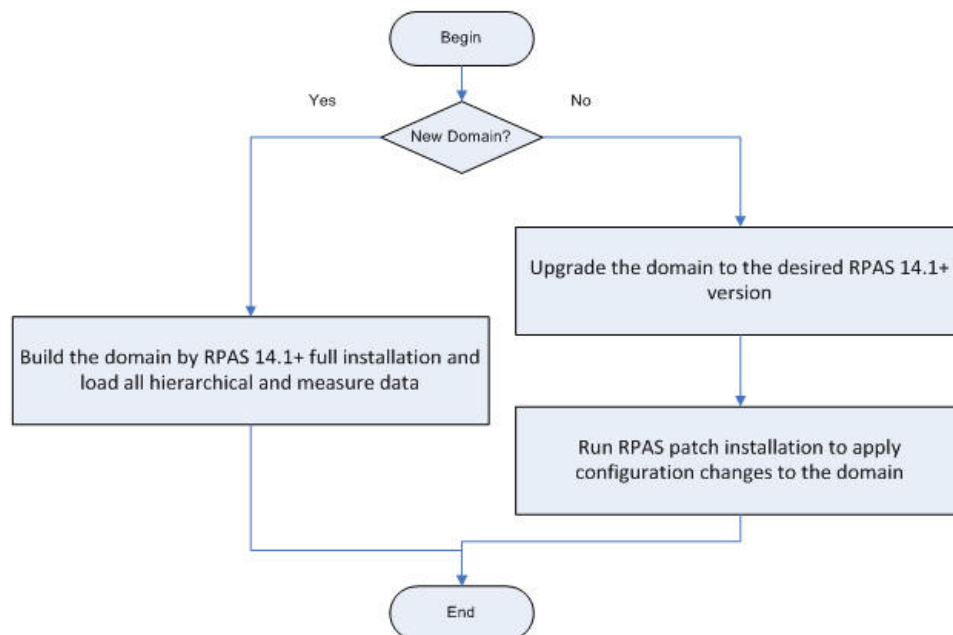 Begin
Yes
No
New Domain?
Upgrade the domain to the desired RPAS 14.1+
version
Build the domain by RPAS 14.1+ full installation and
load all hierarchical and measure data
Run RPAS patch installation to apply
configuration changes to the domain
End